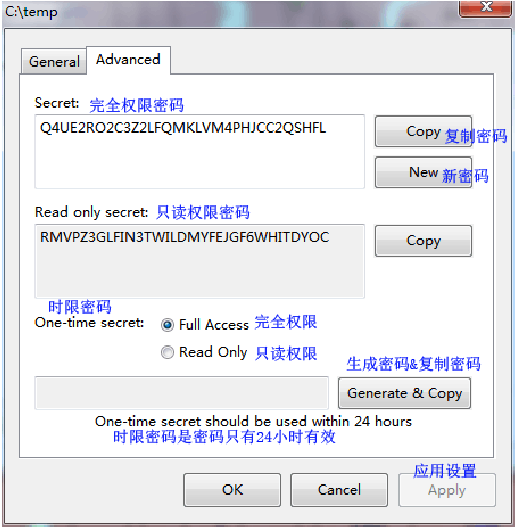 C:\temp
General
Advanced
Secret: 完全权限密码
Q4UE2RO2C3Z2LFQMKLVM4PHJCC2QSHFL
Copy 复制密码
New 新密码
Read only secret: 只读权限密码
RMVPZ3GLFIN3TWILDMYFEJGF6WHITDYOC
Copy
时限密码
One-time secret:
Full Access 完全权限
Read Only 只读权限
生成密码&复制密码
Generate & Copy
One-time secret should be used within 24 hours
时限密码是密码只有24小时有效
应用设置
OK
Cancel
Apply